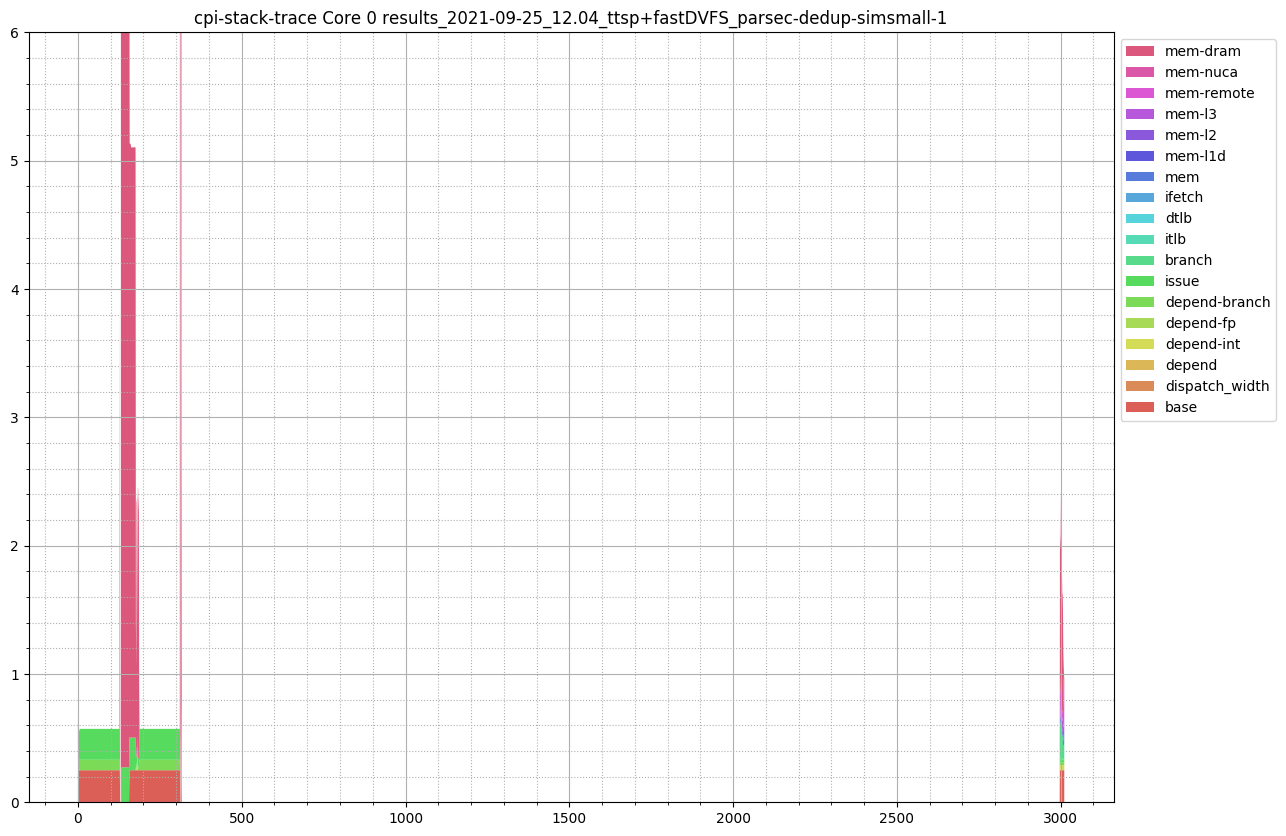 cpi-stack-trace Core 0 results_2021-09-25_12.04_ttsp+fastDVFS_parsec-dedup-simsmall-1
6
5
4
3
2
1
0
0 500 1000 1500 2000 2500 3000
mem-dram
mem-nuca
mem-remote
mem-l3
mem-l2
mem-l1d
mem
ifetch
dtlb
itlb
branch
issue
depend-branch
depend-fp
depend-int
depend
dispatch_width
base